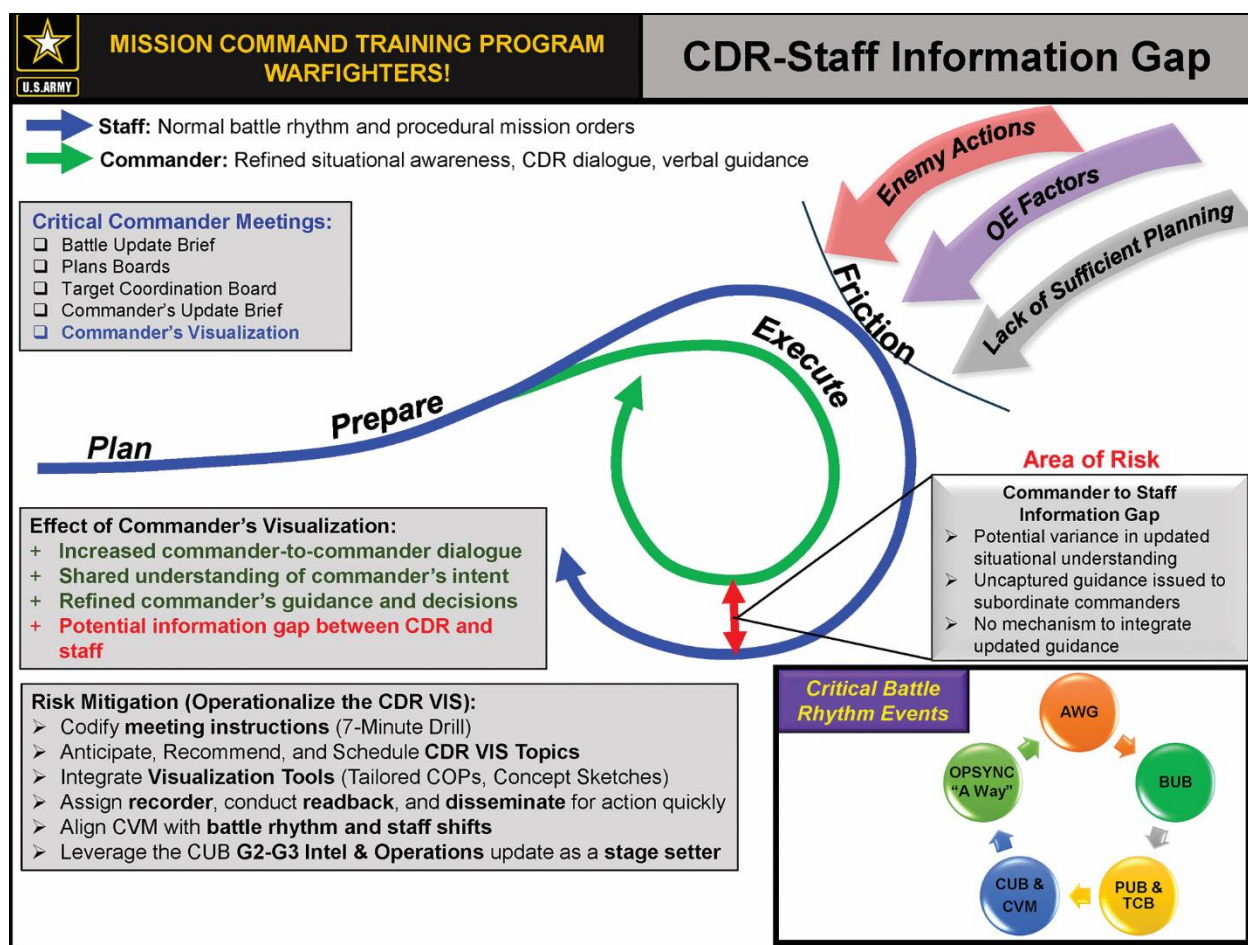 MISSION COMMAND TRAINING PROGRAM
WARFIGHTERS!
U.S.ARMY
CDR-Staff Information Gap
Staff: Normal battle rhythm and procedural mission orders
Commander: Refined situational awareness, CDR dialogue, verbal guidance
Enemy Actions
OE Factors
Lack of Sufficient Planning
Friction
Critical Commander Meetings:
❑ Battle Update Brief
❑ Plans Boards
❑ Target Coordination Board
❑ Commander’s Update Brief
❑ Commander’s Visualization
Plan
Prepare
Execute
Area of Risk
Commander to Staff
Information Gap
➢ Potential variance in updated
situational understanding
➢ Uncaptured guidance issued to
subordinate commanders
➢ No mechanism to integrate
updated guidance
Effect of Commander’s Visualization:
+ Increased commander-to-commander dialogue
+ Shared understanding of commander’s intent
+ Refined commander’s guidance and decisions
+ Potential information gap between CDR and
staff
Risk Mitigation (Operationalize the CDR VIS):
➢ Codify meeting instructions (7-Minute Drill)
➢ Anticipate, Recommend, and Schedule CDR VIS Topics
➢ Integrate Visualization Tools (Tailored COPs, Concept Sketches)
➢ Assign recorder, conduct readback, and disseminate for action quickly
➢ Align CVM with battle rhythm and staff shifts
➢ Leverage the CUB G2-G3 Intel & Operations update as a stage setter
Critical Battle
Rhythm Events
AWG
BUB
PUB &
TCB
CUB &
CVM
OPSYNC
“A Way”